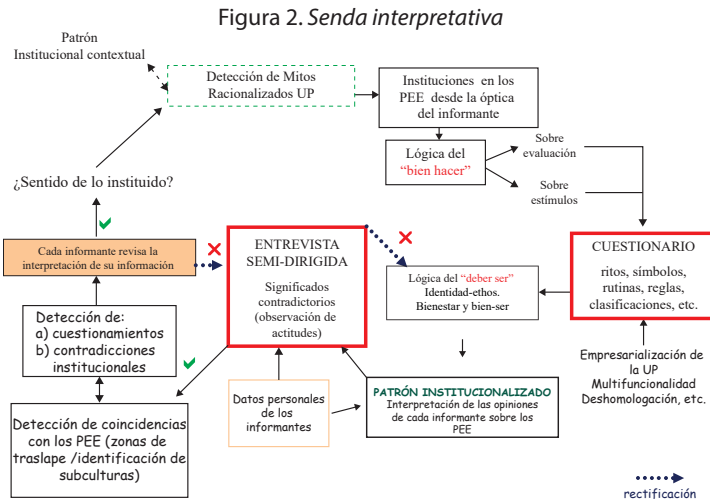 Figura 2. Senda interpretativa
Patrón
Institucional contextual
Detección de Mitos
Racionalizados UP
Instituciones en los
PEE desde la óptica
del informante
Lógica del
“bien hacer”
Sobre
evaluación
Sobre
estímulos
¿Sentido de lo instituido?
Cada informante revisa la
interpretación de su información
ENTREVISTA
SEMI-DIRIGIDA
Significados
contradictorios
(observación de
actitudes)
Lógica del “deber ser”
Identidad-ethos.
Bienestar y bien-ser
CUESTIONARIO
ritos, símbolos,
rutinas, reglas,
clasificaciones, etc.
Detección de:
a) cuestionamientos
b) contradicciones
institucionales
Empresarialización de
la UP
Multifuncionalidad
Deshomologación, etc.
Datos personales
de los
informantes
PATRÓN INSTITUCIONALIZADO
Interpretación de las opiniones
de cada informante sobre los
PEE
Detección de coincidencias
con los PEE (zonas de
traslape /identificación de
subculturas)
rectificación